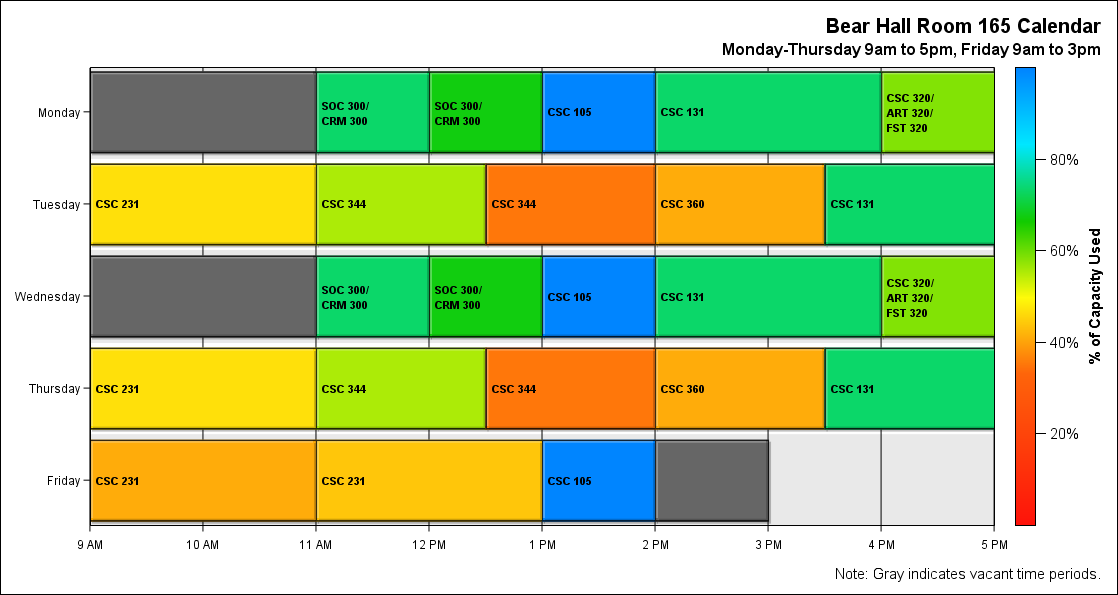 Bear Hall Room 165 Calendar
Monday-Thursday 9am to 5pm, Friday 9am to 3pm
Monday
SOC 300/
CRM 300
SOC 300/
CRM 300
CSC 105
CSC 131
CSC 320/
ART 320/
FST 320
Tuesday
CSC 231
CSC 344
CSC 344
CSC 360
CSC 131
Wednesday
SOC 300/
CRM 300
SOC 300/
CRM 300
CSC 105
CSC 131
CSC 320/
ART 320/
FST 320
Thursday
CSC 231
CSC 344
CSC 344
CSC 360
CSC 131
Friday
CSC 231
CSC 231
CSC 105
9 AM
10 AM
11 AM
12 PM
1 PM
2 PM
3 PM
4 PM
5 PM
80%
60%
40%
20%
% of Capacity Used
Note: Gray indicates vacant time periods.